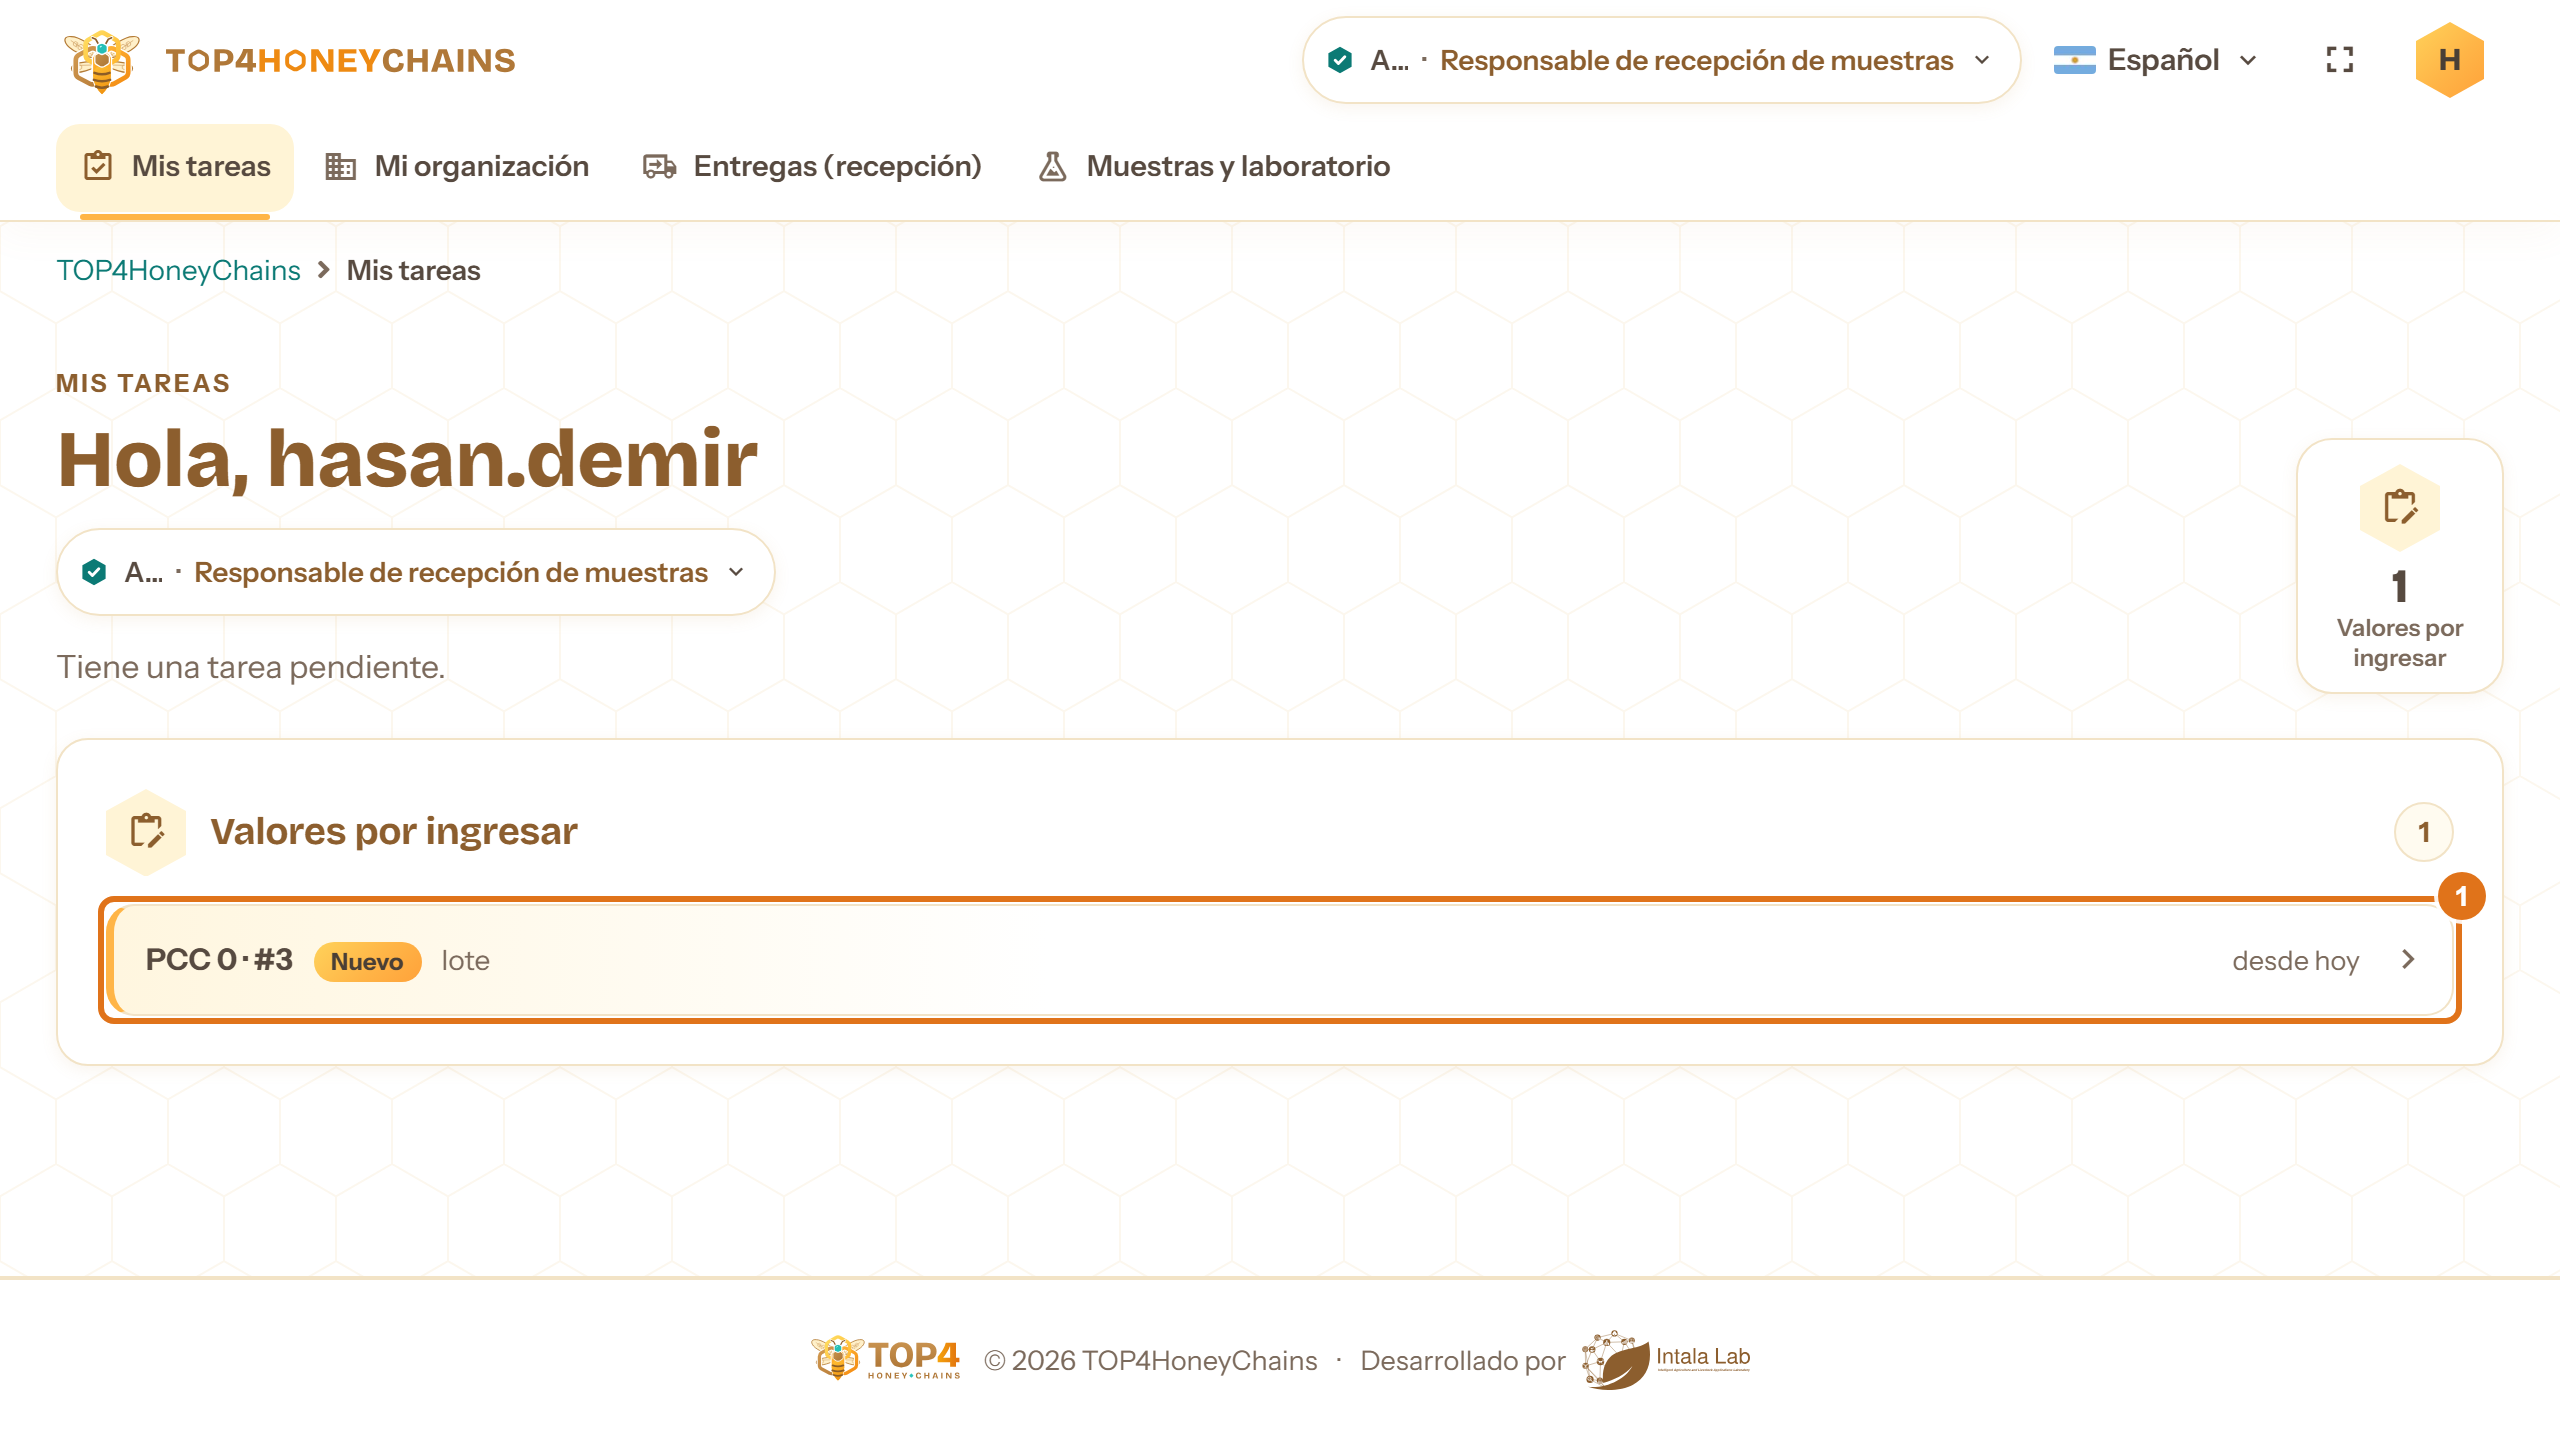 TOP4HONEYCHAINS
A... · Responsable de recepción de muestras
Español
H
Mis tareas
Mi organización
Entregas (recepción)
Muestras y laboratorio
TOP4HoneyChains > Mis tareas
MIS TAREAS
Hola, hasan.demir
A... · Responsable de recepción de muestras
Tiene una tarea pendiente.
1
Valores por
ingresar
Valores por ingresar
1
1
PCC 0 · #3 Nuevo lote
desde hoy
TOP4
HONEY CHAINS
© 2026 TOP4HoneyChains · Desarrollado por
Intala Lab